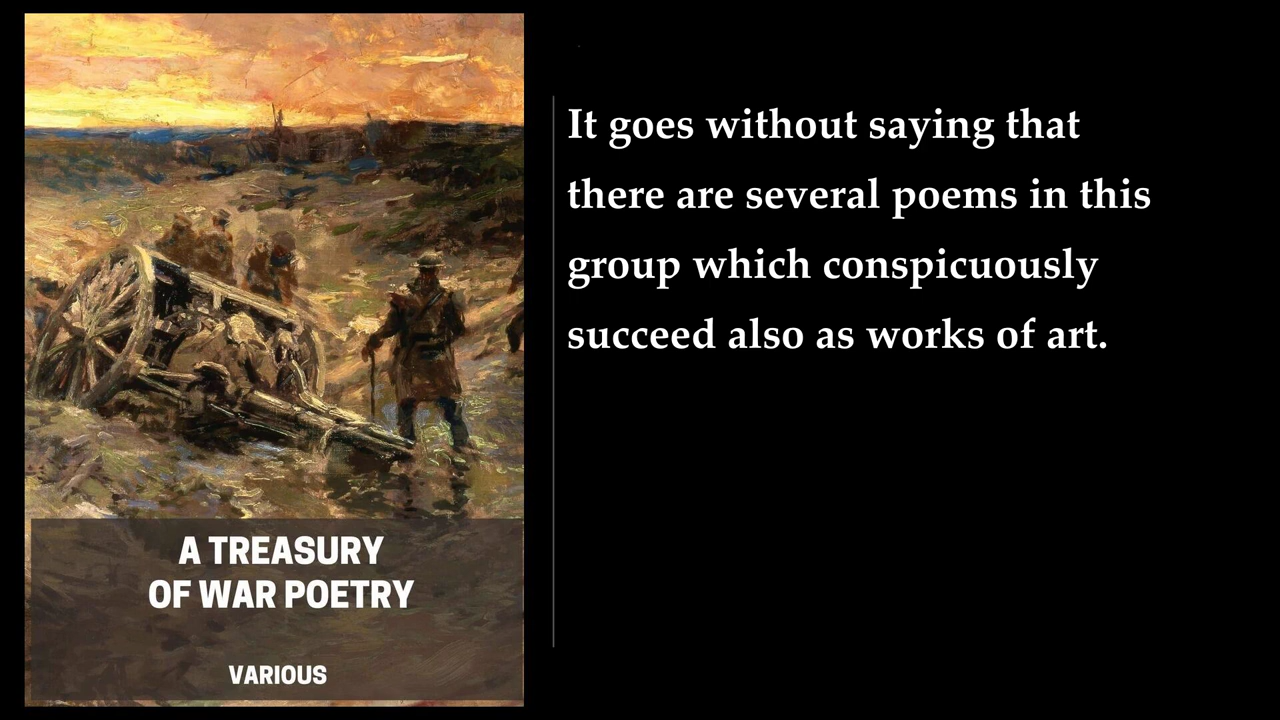 It goes without saying that
there are several poems in this
group which conspicuously
succeed also as works of art.
A TREASURY
OF WAR POETRY
VARIOUS